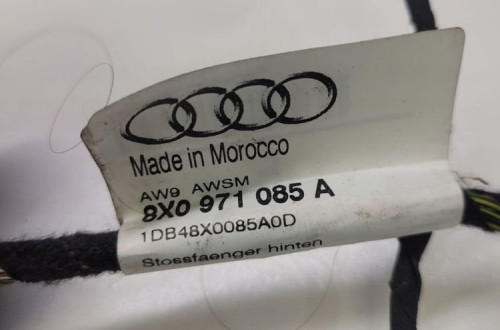 Made in Morocco
AW9 AWSM
8X0 971 085 A
1DB48X0085A0D
Stossfaenger hinten